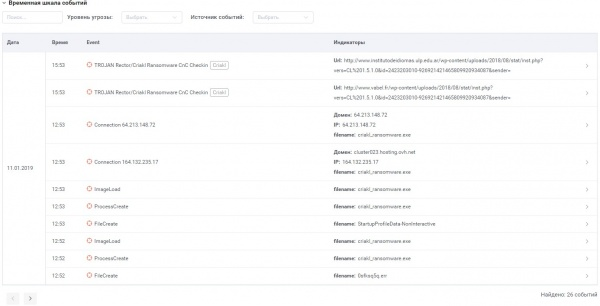 Временная шкала событий
Поиск... Уровень угрозы: Выбрать Источник событий: Выбрать
Дата Время Event Индикаторы
15:53 TROJAN Rector/Criakl Ransomware CnC Checkin Criakl Url: http://www.institutodeidiomas.ulp.edu.ar/wp-content/uploads/2018/08/stat/inst.php?
vers=CL%201.5.1.0&id=2423203010-92692142146580992093408​7&sender=
15:53 TROJAN Rector/Criakl Ransomware CnC Checkin Criakl Url: http://www.vabel.fr/wp-content/uploads/2018/08/stat/inst.php?
vers=CL%201.5.1.0&id=2423203010-926921421465809920934087&sender=
12:53 Connection 64.213.148.72 Домен: 64.213.148.72
IP: 64.213.148.72
filename: criakl_ransomware.exe
11.01.2019 12:53 Connection 164.132.235.17 Домен: cluster023.hosting.ovh.net
IP: 164.132.235.17
filename: criakl_ransomware.exe
12:53 ImageLoad filename: criakl_ransomware.exe
12:53 ProcessCreate filename: criakl_ransomware.exe
12:53 FileCreate filename: StartupProfileData-NonInteractive
12:52 ImageLoad filename: criakl_ransomware.exe
12:52 ProcessCreate filename: criakl_ransomware.exe
12:52 FileCreate filename:
Найдено: 26 событий